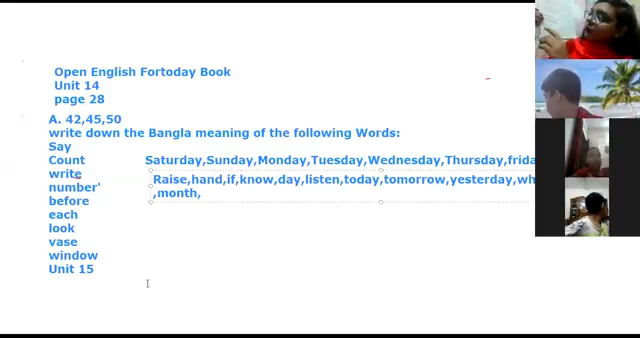 Open English Fortoday Book
Unit 14
page 28
A. 42,45,50
write down the Bangla meaning of the following Words:
Say
Count Saturday,Sunday,Monday,Tuesday,Wednesday,Thursday,frida
write Raise,hand,if,know,day,listen,today,tomorrow,yesterday,wh
number' ,month,
before
each
look
vase
window
Unit 15